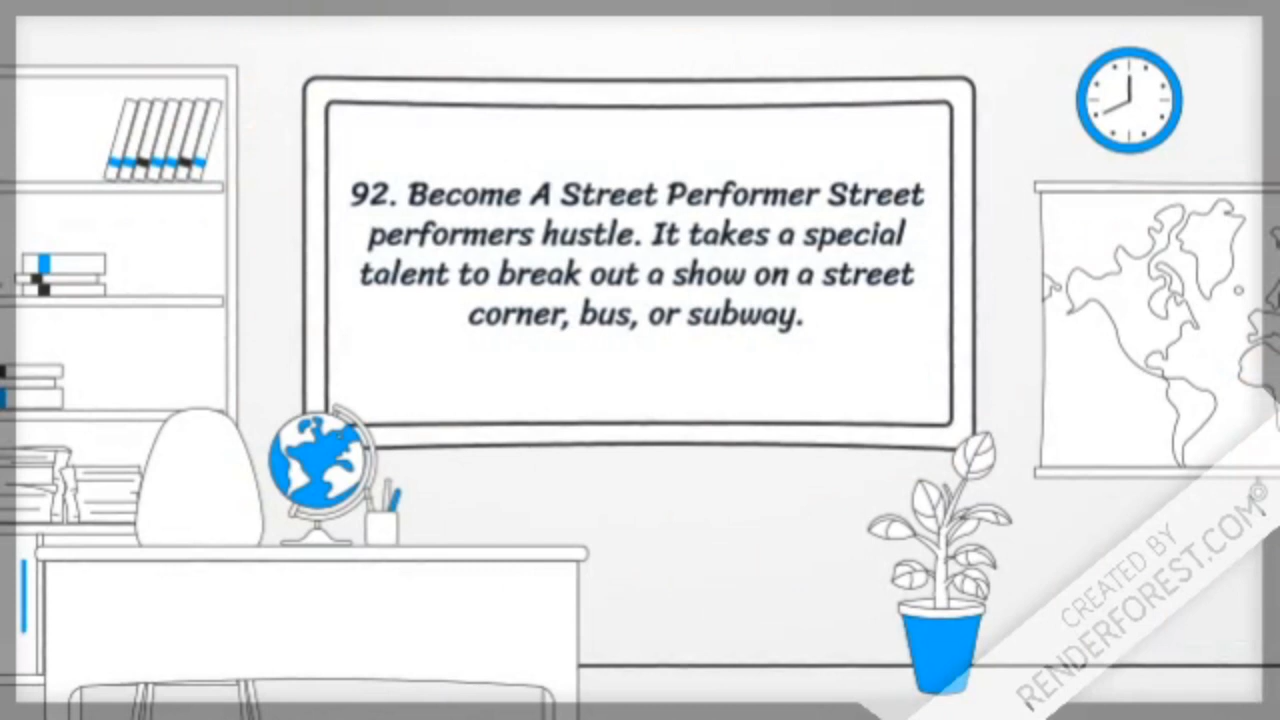 92. Become A Street Performer Street
performers hustle. It takes a special
talent to break out a show on a street
corner, bus, or subway.
CREATED BY
RENDERFOREST.COM